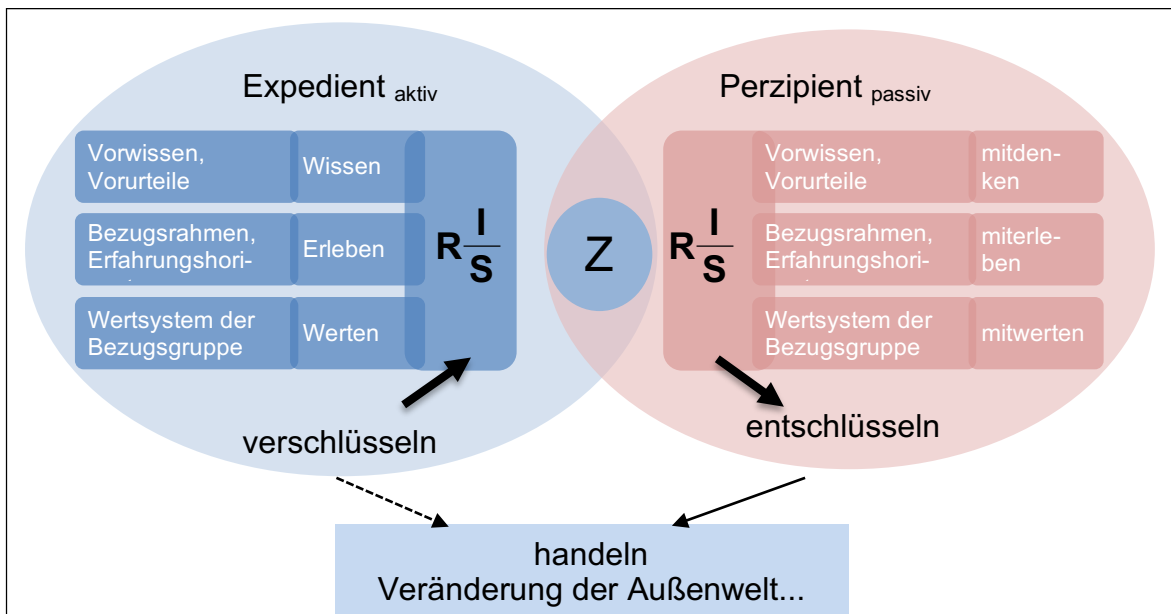 Expedient aktiv
Perzipient passiv
Vorwissen,
Vorurteile
Wissen
Bezugsrahmen,
Erfahrungshori-
Erleben
Wertsystem der
Bezugsgruppe
Werten
R I
S
Z
R I
S
Vorwissen,
Vorurteile
mitden-
ken
Bezugsrahmen,
Erfahrungshori-
miterle-
ben
Wertsystem der
Bezugsgruppe
mitwerten
verschlüsseln
entschlüsseln
handeln
Veränderung der Außenwelt...